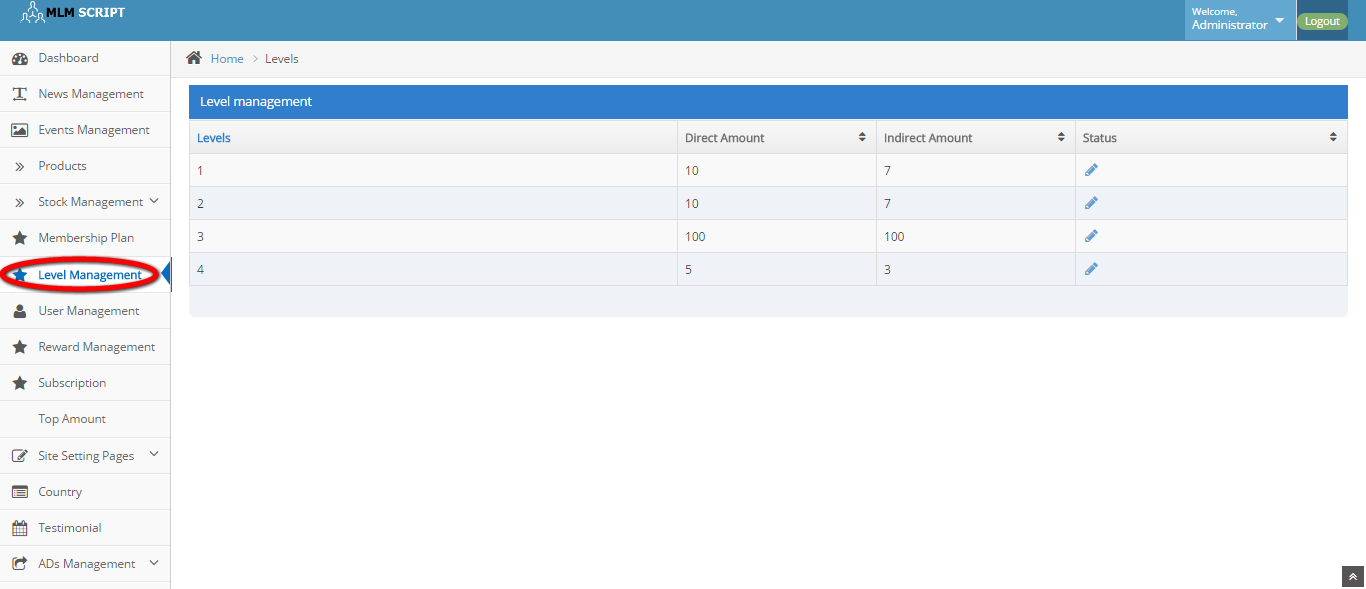 MLM SCRIPT
Welcome,
Administrator
Logout
Dashboard
News Management
Events Management
Products
Stock Management
Membership Plan
Level Management
User Management
Reward Management
Subscription
Top Amount
Site Setting Pages
Country
Testimonial
ADs Management
Home > Levels
Level management
Levels Direct Amount Indirect Amount Status
1 10 7
2 10 7
3 100 100
4 5 3